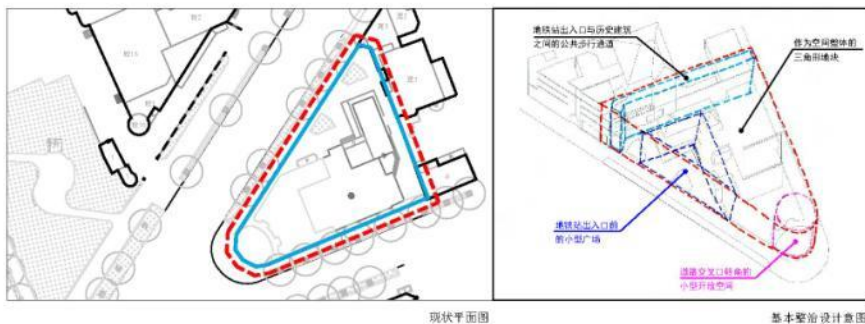 地铁站出入口与历史建筑
之间的公共步行通道
作为空间整体的
三角形地块
地铁站出入口前
的小型广场
道路交叉口转角的
小型开放空间
现状平面图
基本整治设计意图